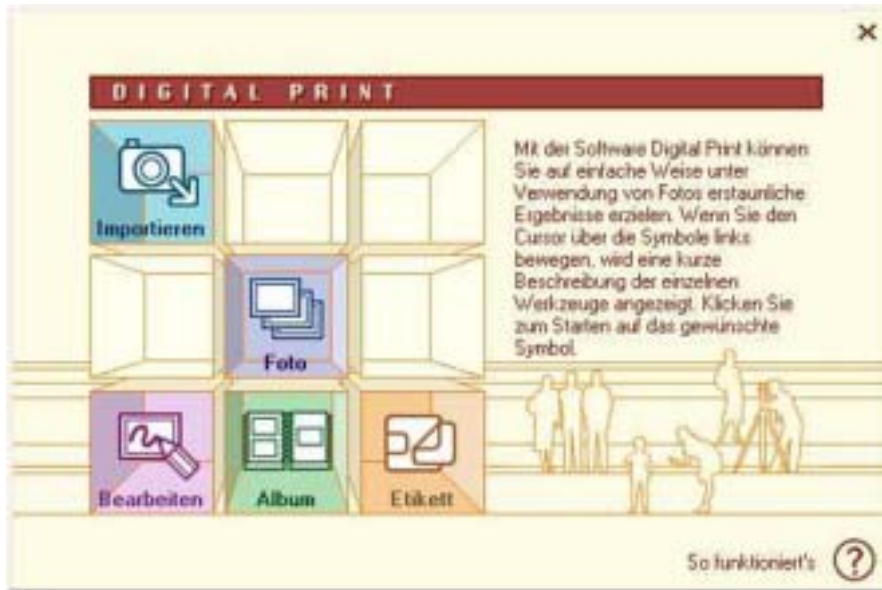 DIGITAL PRINT
Importieren
Mit der Software Digital Print können
Sie auf einfache Weise unter
Verwendung von Fotos erstaunliche
Ergebnisse erzielen. Wenn Sie den
Cursor über die Symbole links
bewegen, wird eine kurze
Beschreibung der einzelnen
Werkzeuge angezeigt. Klicken Sie
zum Starten auf das gewünschte
Symbol.
Foto
Bearbeiten
Album
Etikett
So funktioniert's ?